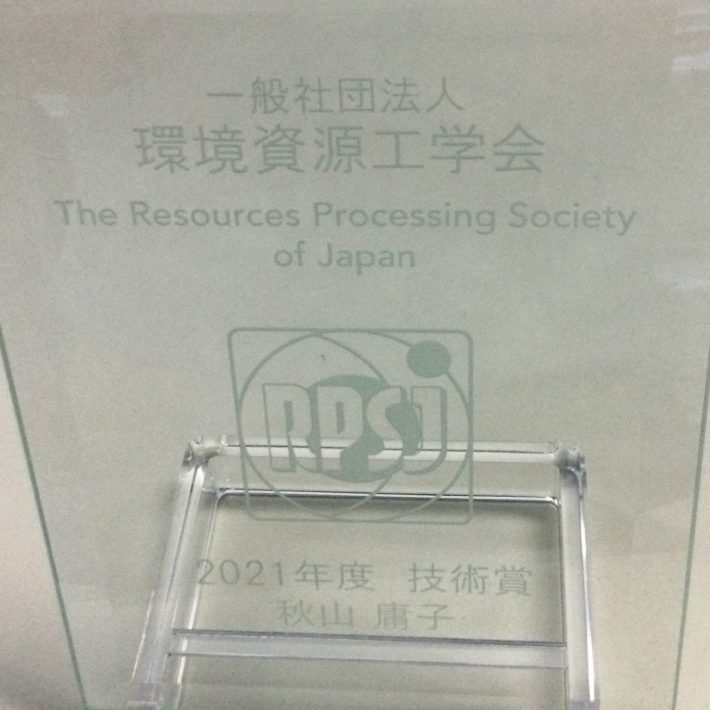 一般社団法人
環境資源工学会
The Resources Processing Society
of Japan
RPSJ
2021年度 技術賞
秋山 庸子